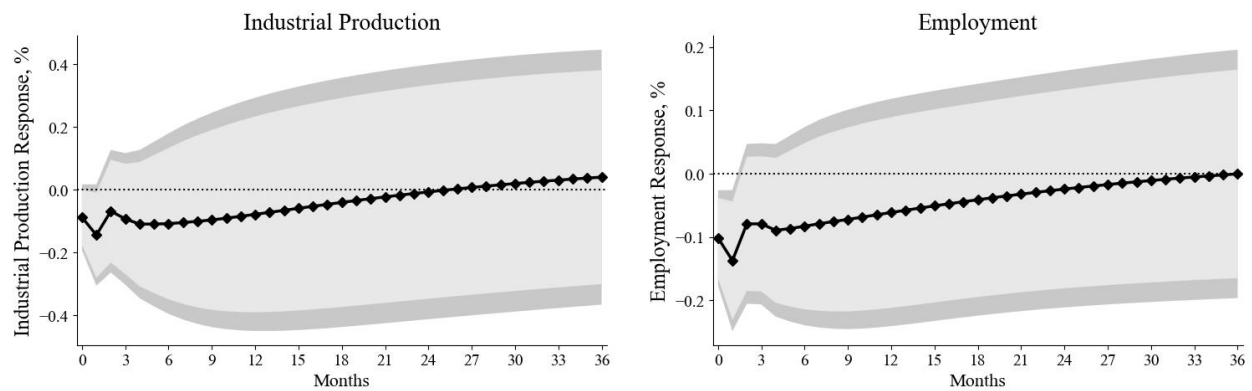 Industrial Production
Industrial Production Response, %
0.4
0.2
0.0
−0.2
−0.4
0 3 6 9 12 15 18 21 24 27 30 33 36
Months
Employment
Employment Response, %
0.2
0.1
0.0
−0.1
−0.2
0 3 6 9 12 15 18 21 24 27 30 33 36
Months